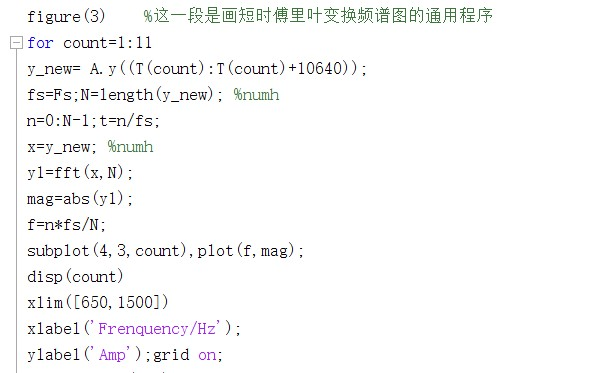 figure(3)    %这一段是画短时傅里叶变换频谱图的通用程序
for count=1:11
y_new= A.y((T(count):T(count)+10640));
fs=Fs;N=length(y_new); %numh
n=0:N-1;t=n/fs;
x=y_new; %numh
y1=fft(x,N);
mag=abs(y1);
f=n*fs/N;
subplot(4,3,count),plot(f,mag);
disp(count)
xlim([650,1500])
xlabel('Frenquency/Hz');
ylabel('Amp');grid on;